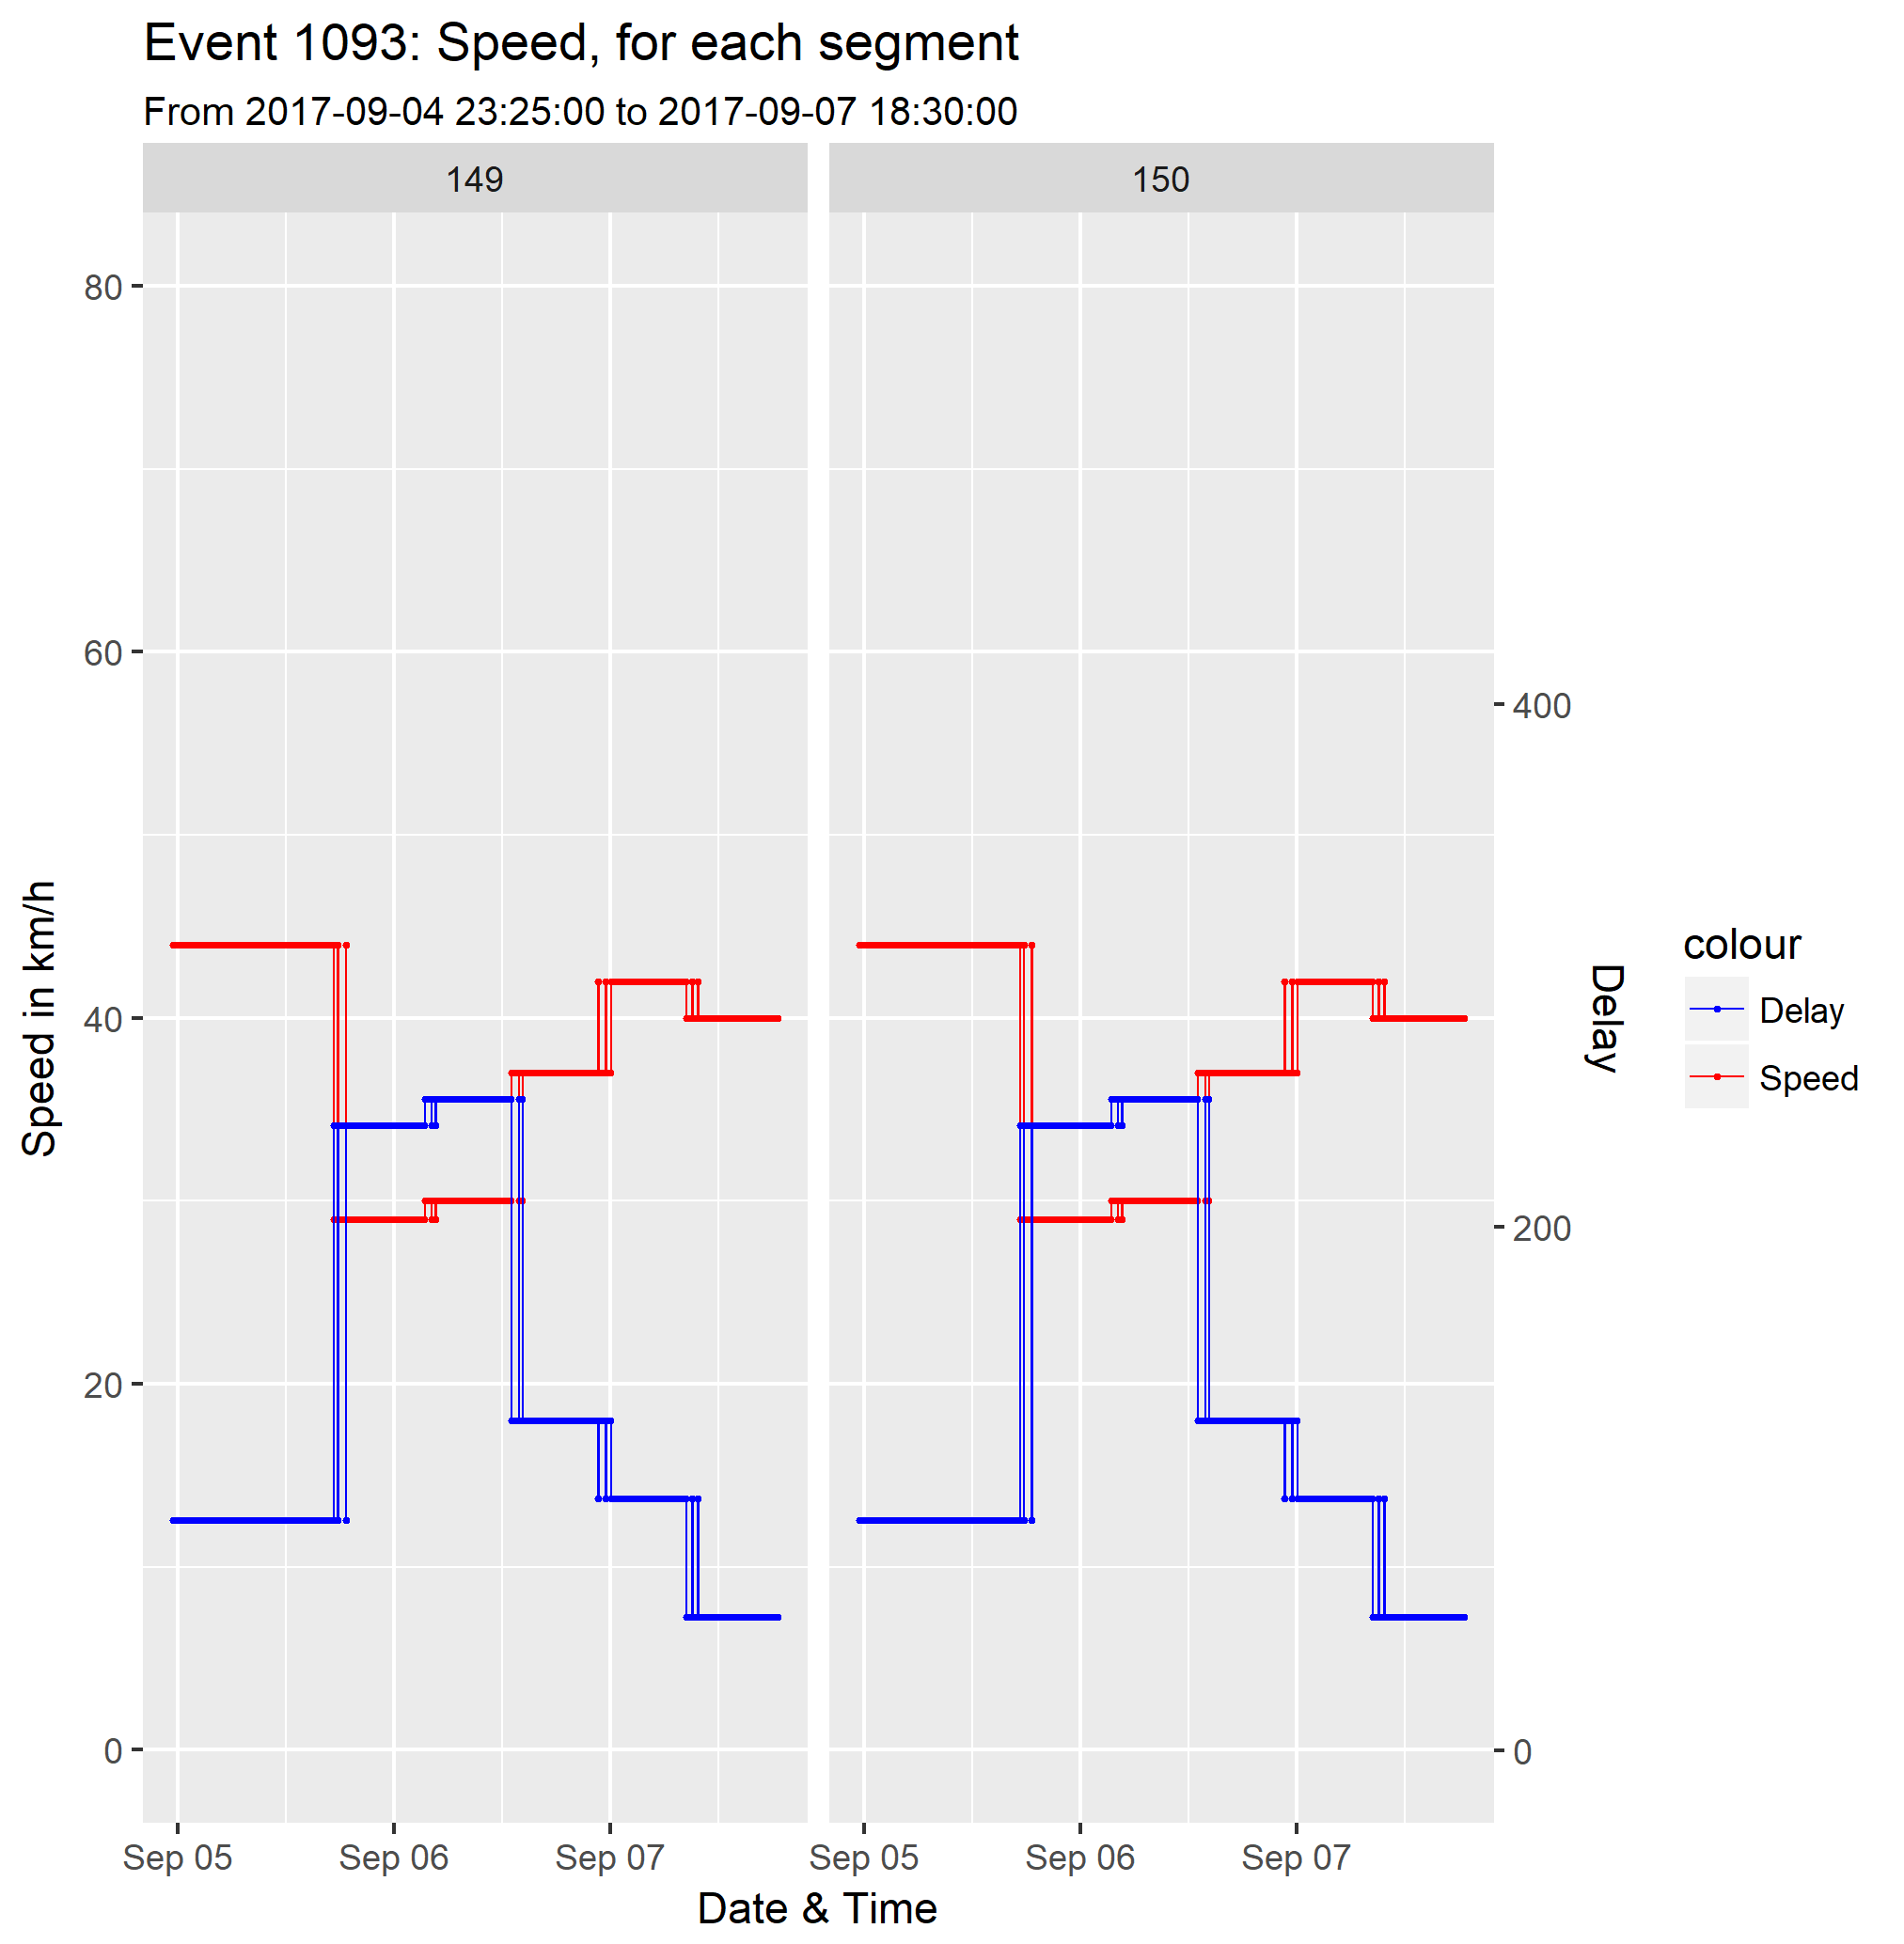 Event 1093: Speed, for each segment
From 2017-09-04 23:25:00 to 2017-09-07 18:30:00
149
150
80
60
40
20
0
Speed in km/h
400
200
0
Delay
colour
Delay
Speed
Sep 05
Sep 06
Sep 07
Sep 05
Sep 06
Sep 07
Date & Time